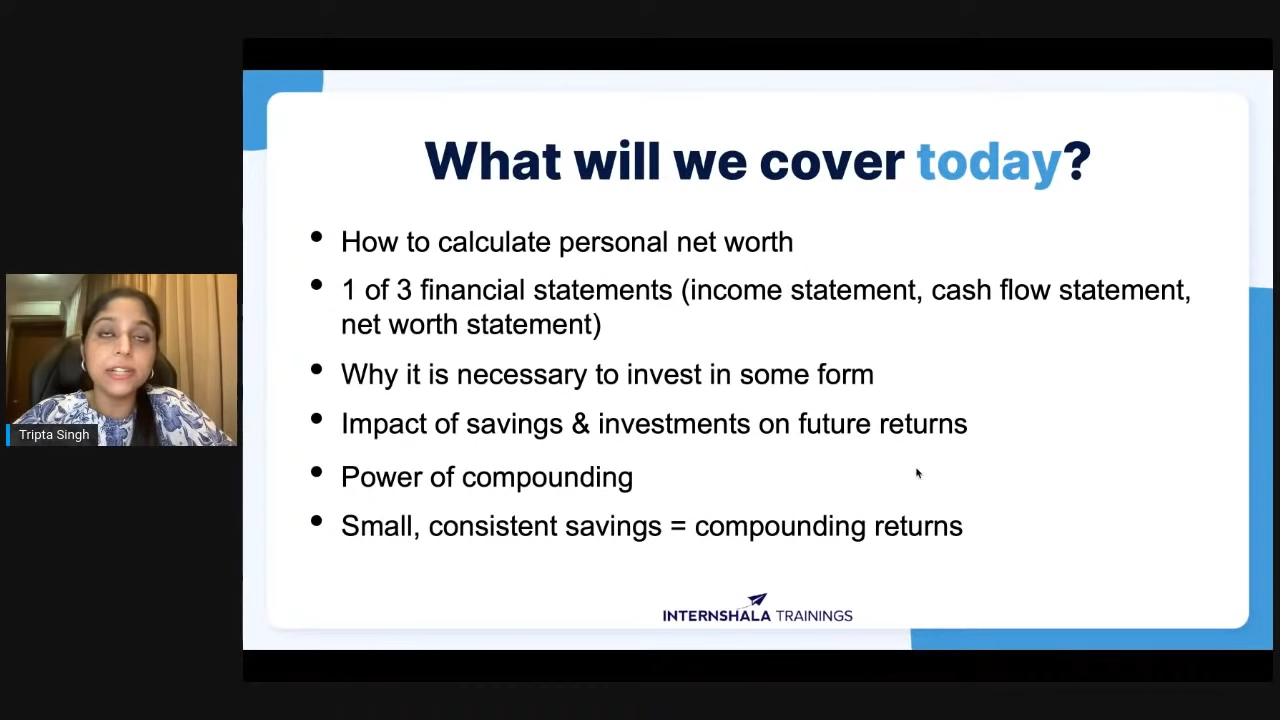 What will we cover today?
• How to calculate personal net worth
• 1 of 3 financial statements (income statement, cash flow statement,
net worth statement)
• Why it is necessary to invest in some form
• Impact of savings & investments on future returns
• Power of compounding
• Small, consistent savings = compounding returns
INTERNSHALA TRAININGS
Tripta Singh